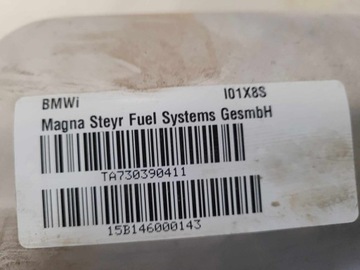 BMWi I01X8S
Magna Steyr Fuel Systems GesmbH
TA730390411
15B146000143